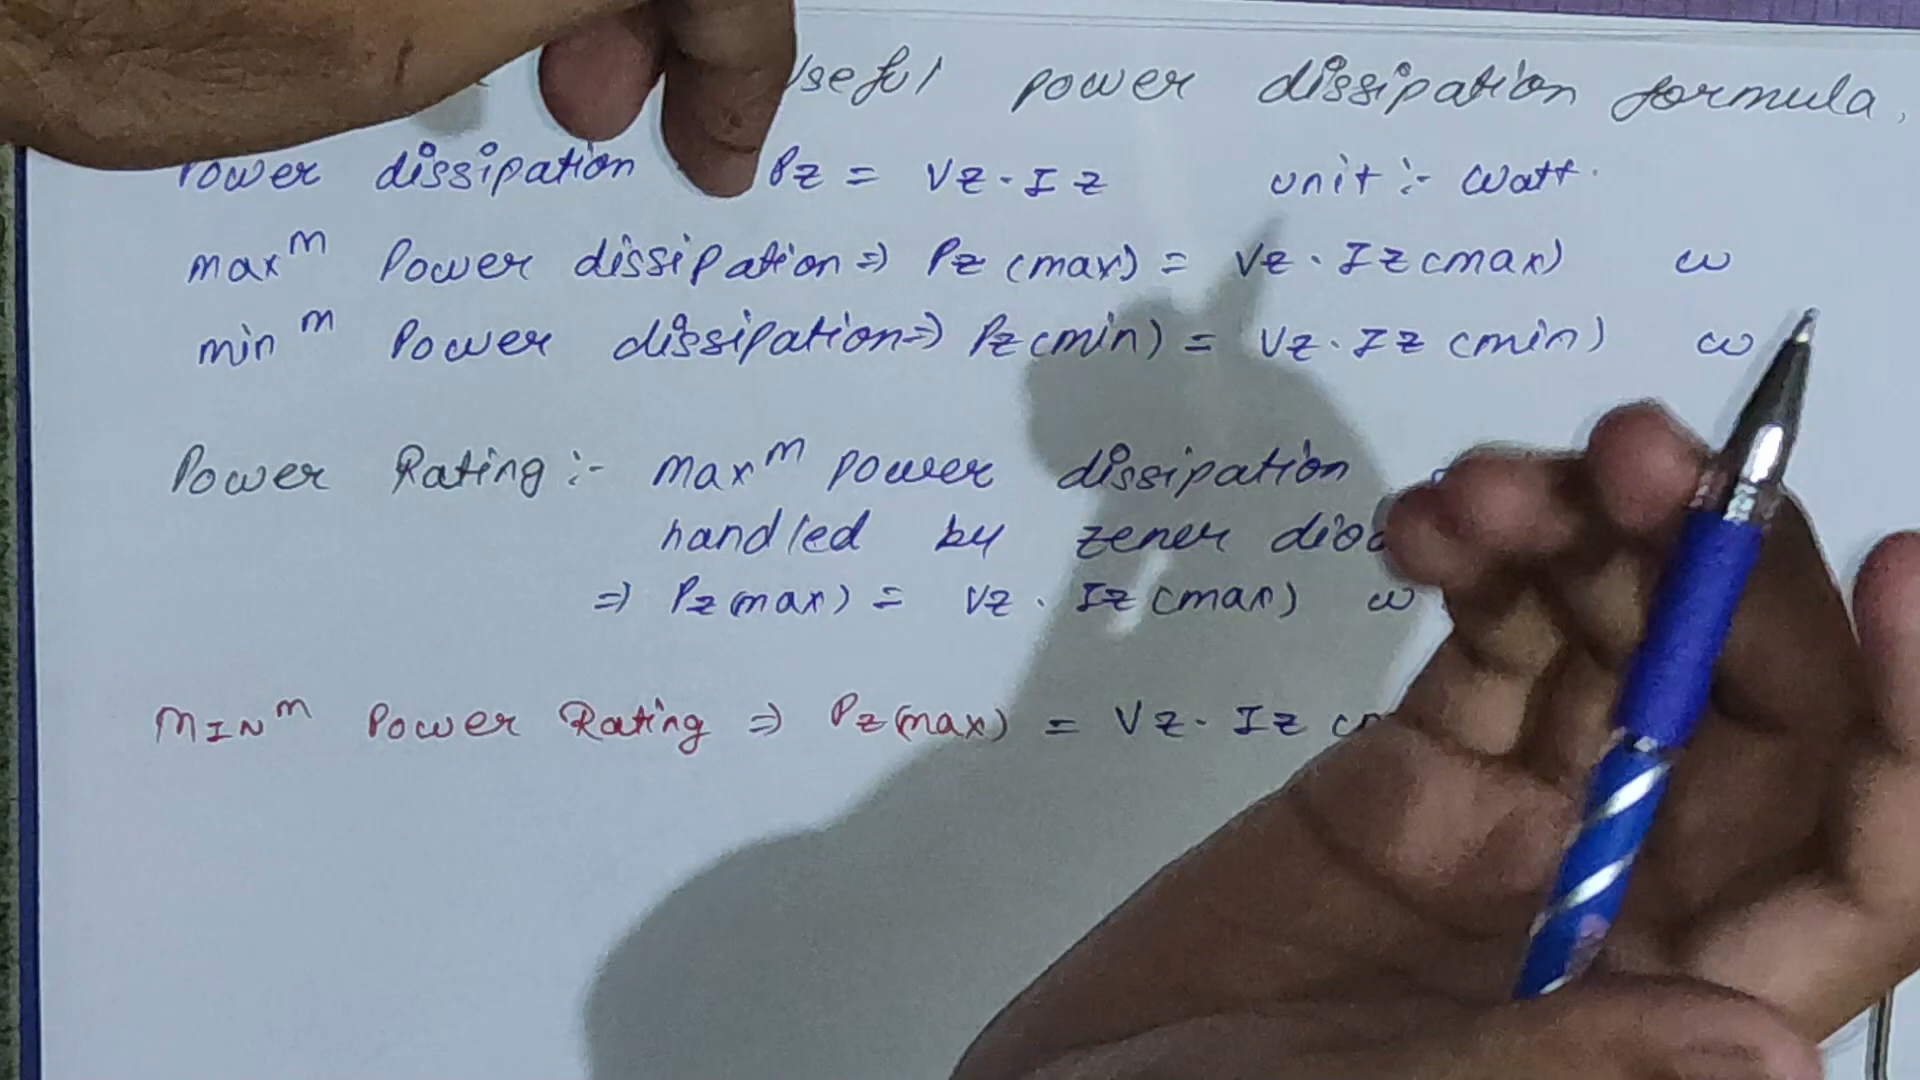 Useful power dissipation formula,
Power dissipation Pz = Vz . Iz unit :- Watt.
maxᵐ Power dissipation => Pz (max) = Vz . Iz (max) w
minᵐ Power dissipation => Pz (min) = Vz . Iz (min) w
Power Rating :- maxᵐ power dissipation
handled by zener
=> Pz (max) = Vz . Iz (max) w
MINᵐ Power Rating => Pz (max) = Vz . Iz